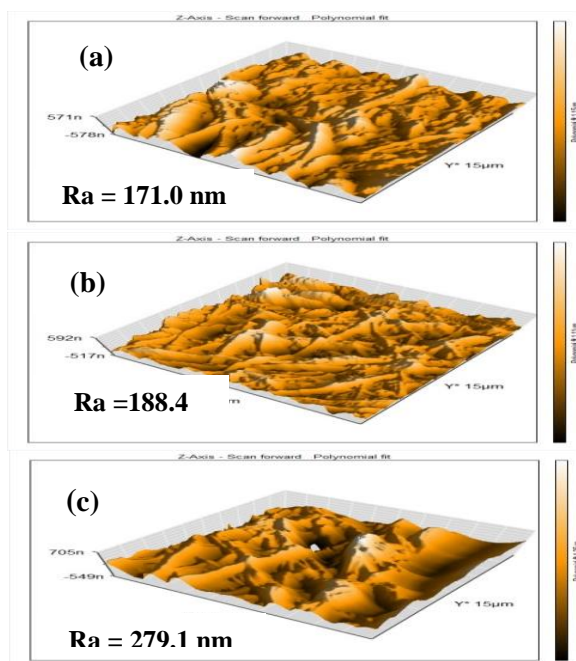 Z-Axis - Scan forward Polynomial fit
(a)
571n
-578n
Y* 15µm
Ra = 171.0 nm
Z-Axis - Scan forward Polynomial fit
(b)
592n
-517n
Y* 15µm
Ra =188.4
Z-Axis - Scan forward Polynomial fit
(c)
705n
-549n
Y* 15µm
Ra = 279.1 nm